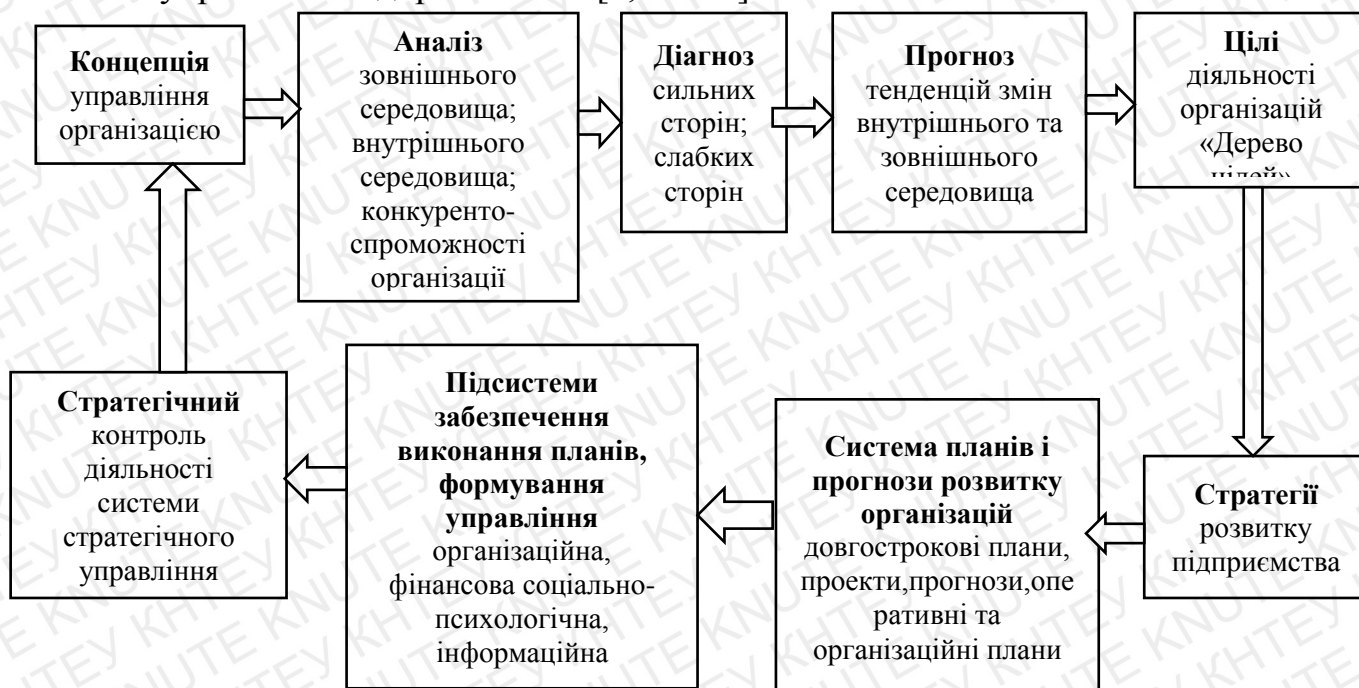 Концепція
управління
організацією
Аналіз
зовнішнього
середовища;
внутрішнього
середовища;
конкуренто-
спроможності
організації
Діагноз
сильних
сторін;
слабких
сторін
Прогноз
тенденцій змін
внутрішнього та
зовнішнього
середовища
Цілі
діяльності
організацій
«Дерево
цілей»
Стратегії
розвитку
підприємства
Система планів і
прогнози розвитку
організацій
довгострокові плани,
проекти,прогнози,опе
ративні та
організаційні плани
Підсистеми
забезпечення
виконання планів,
формування
управління
організаційна,
фінансова соціально-
психологічна,
інформаційна
Стратегічний
контроль
діяльності
системи
стратегічного
управління